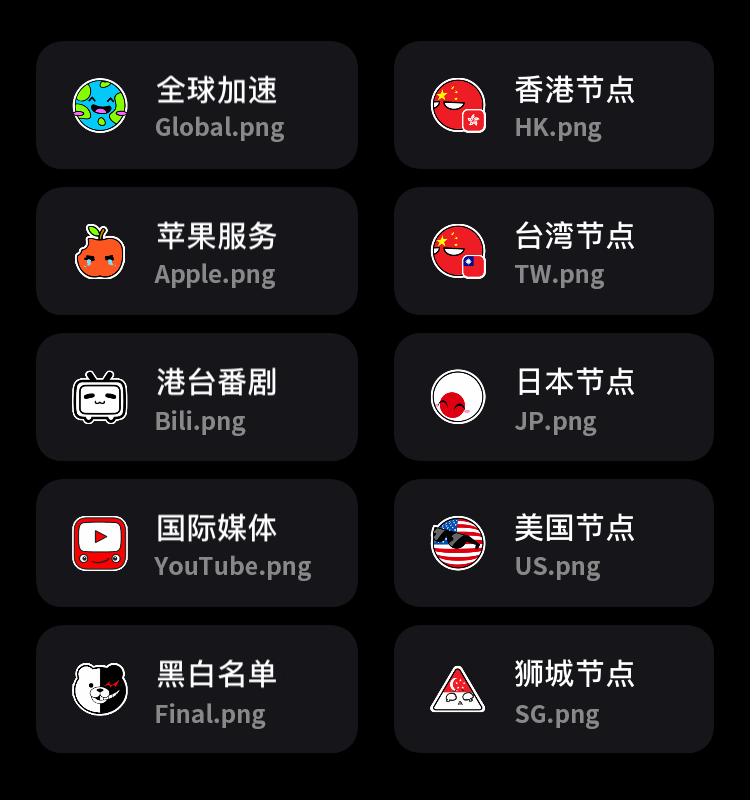 全球加速
Global.png
香港节点
HK.png
苹果服务
Apple.png
台湾节点
TW.png
港台番剧
Bili.png
日本节点
JP.png
国际媒体
YouTube.png
美国节点
US.png
黑白名单
Final.png
狮城节点
SG.png